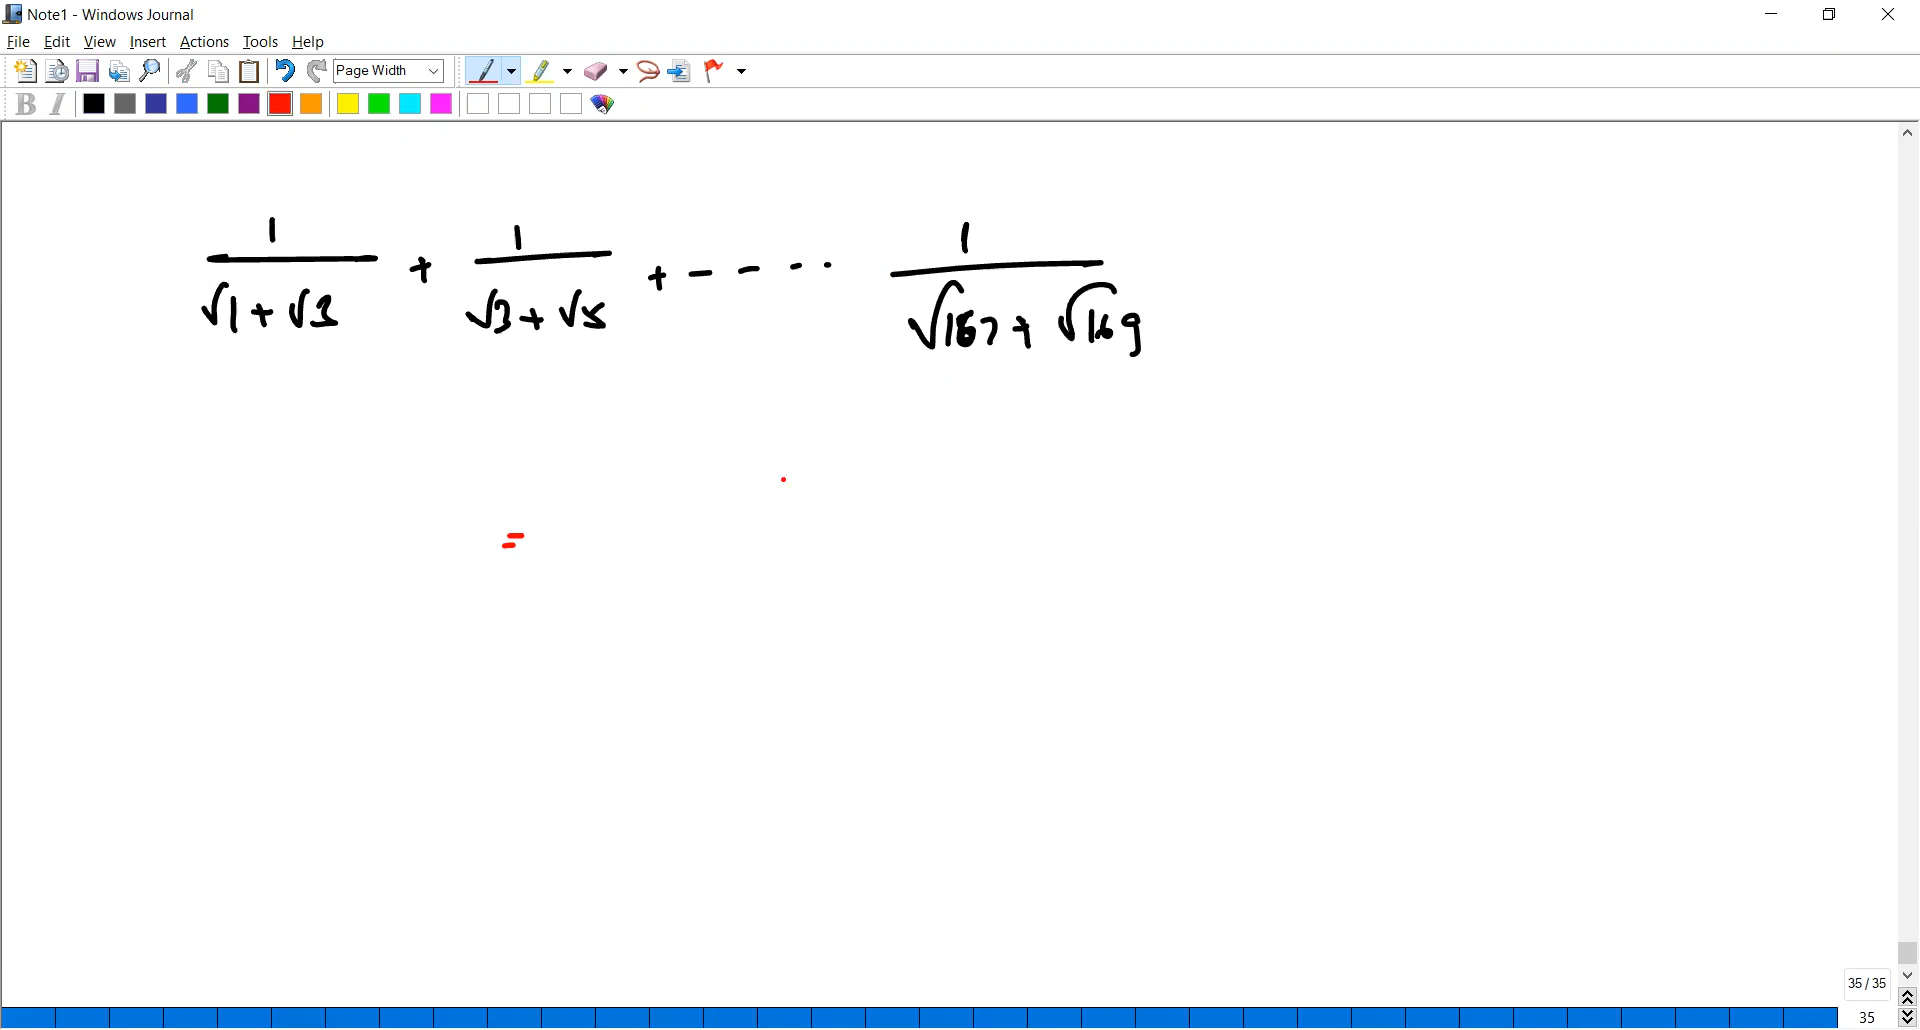 Note1 - Windows Journal
File Edit View Insert Actions Tools Help
Page Width
B I
1/(√1 + √3) + 1/(√3 + √5) + - - - - 1/(√167 + √169)
=
35 / 35
35